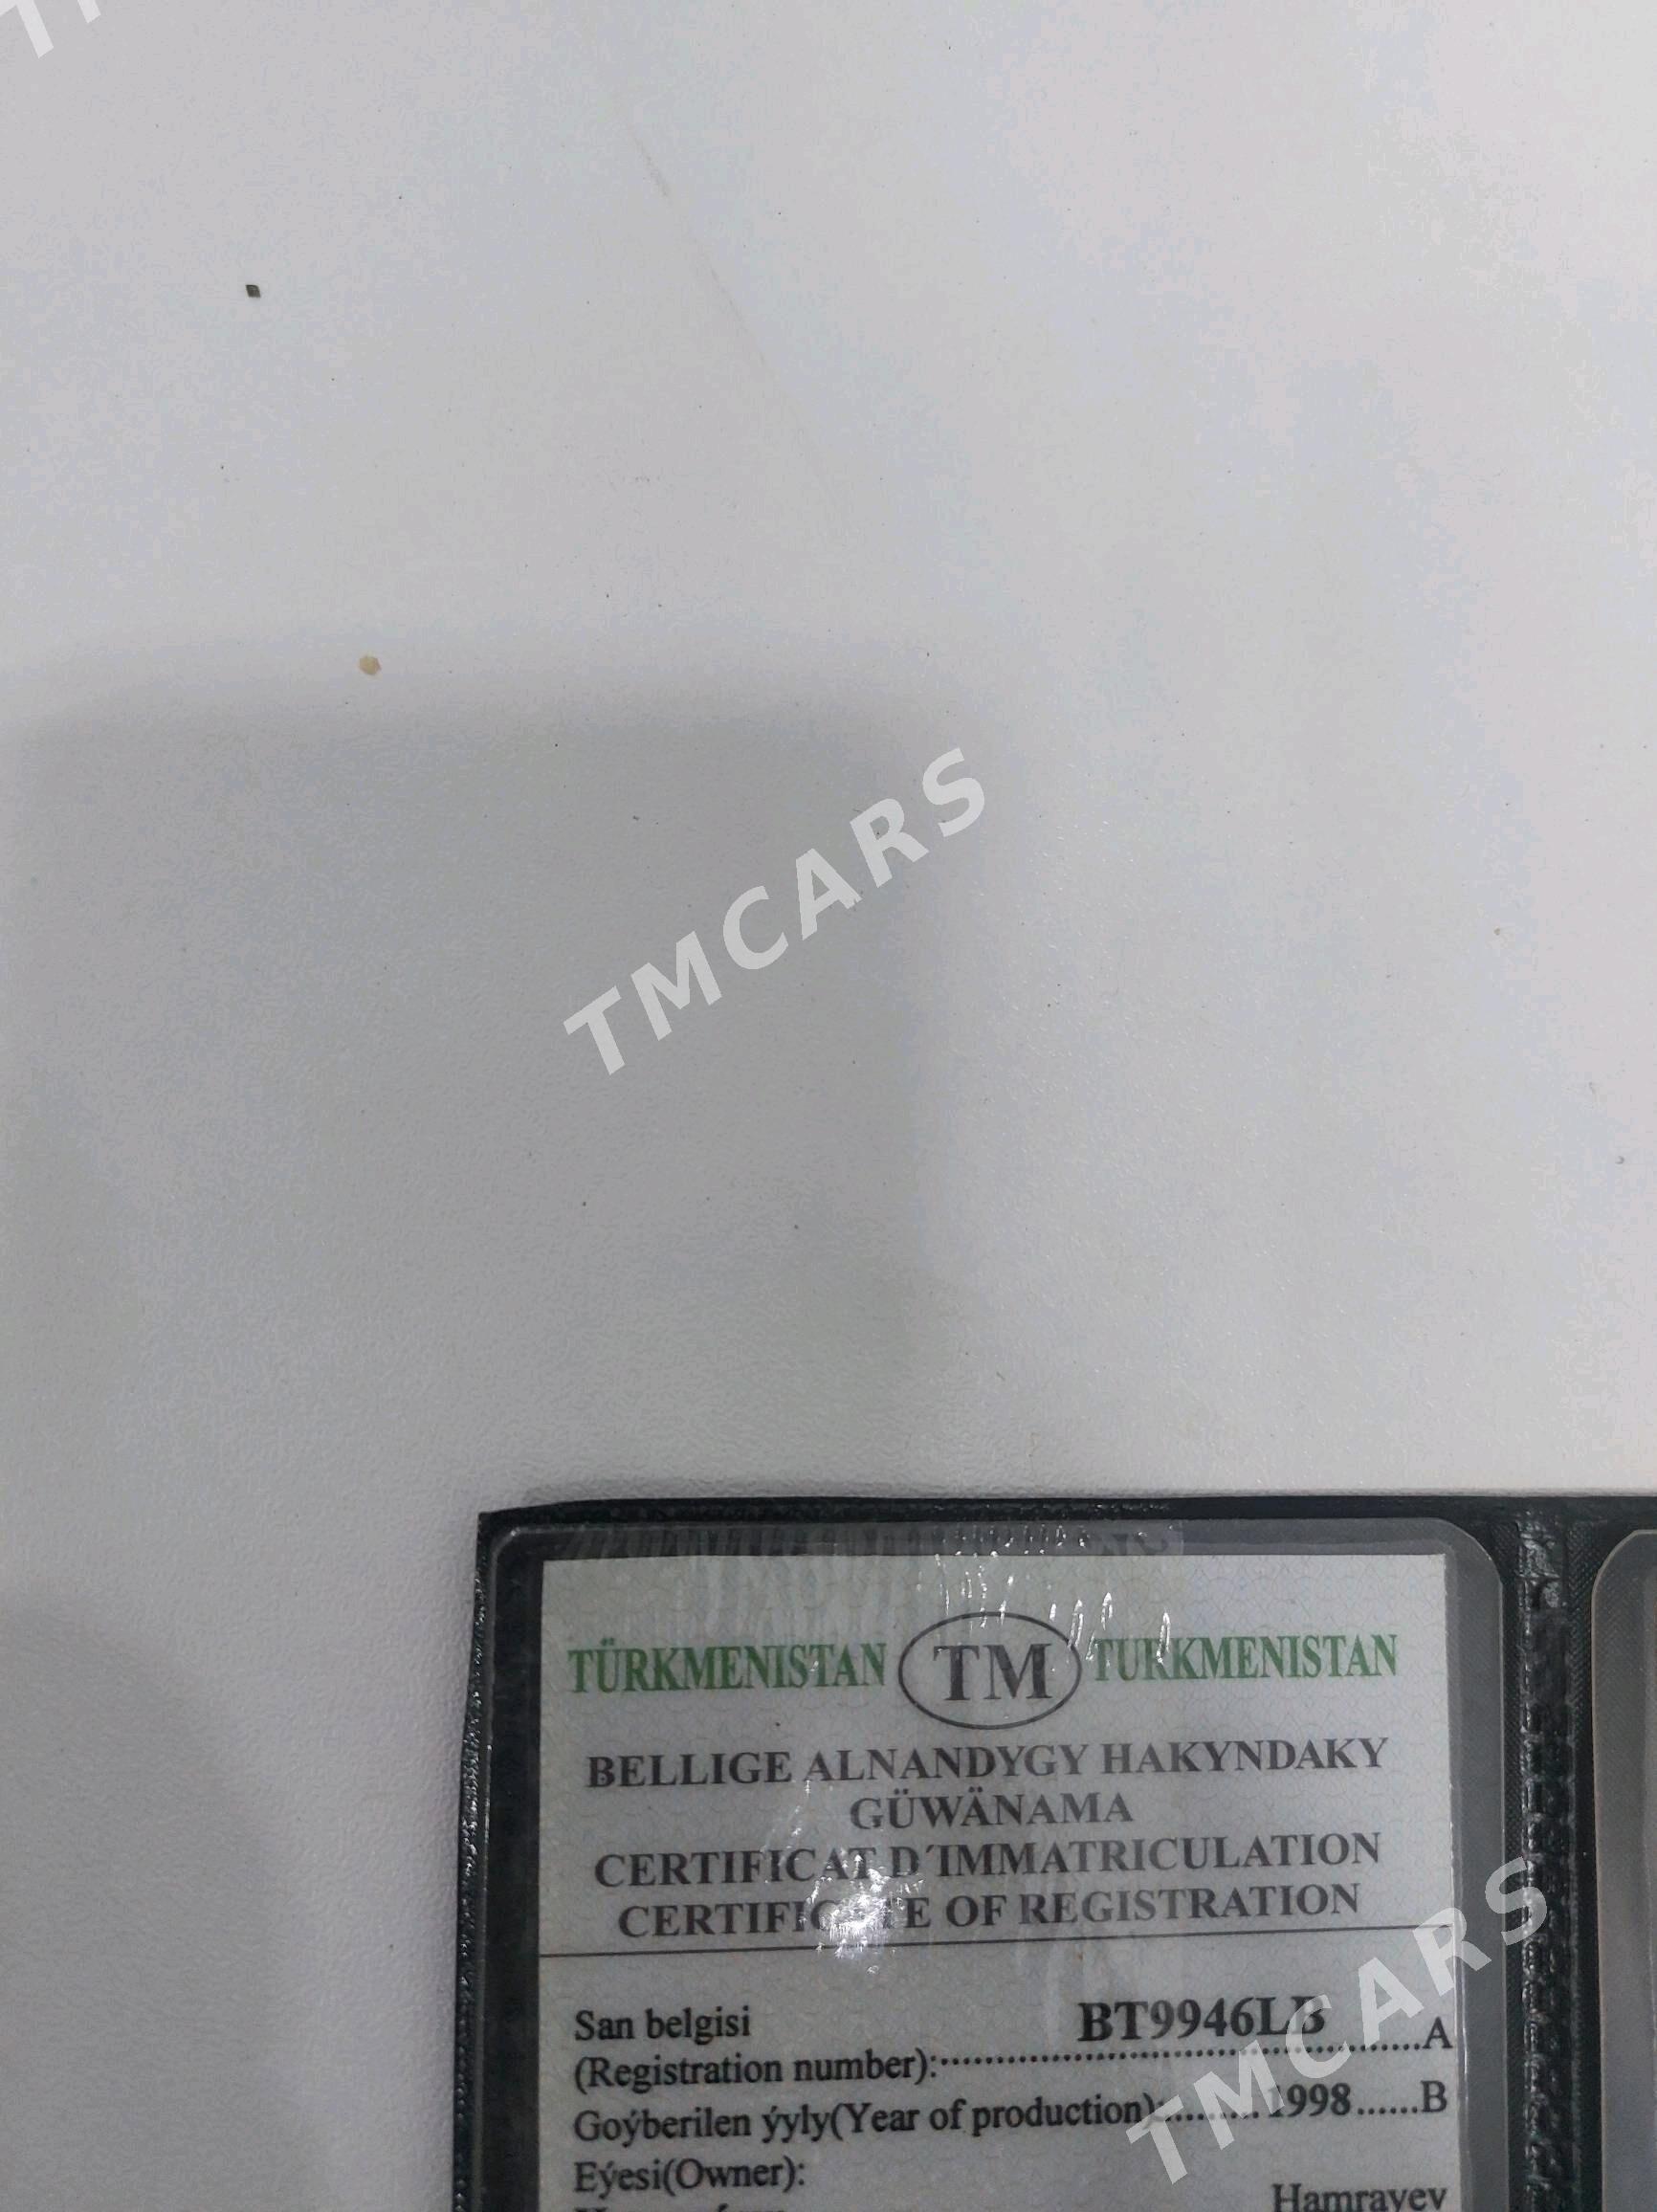 TMCARS
TÜRKMENISTAN TM TURKMENISTAN
BELLIGE ALNANDYGY HAKYNDAKY
GÜWÄNAMA
CERTIFICAT D´IMMATRICULATION
CERTIFICATE OF REGISTRATION
San belgisi BT9946LB
(Registration number):..........A
Goýberilen ýyly(Year of production):.........1998......B
Eýesi(Owner):
Hamrayev
TMCARS